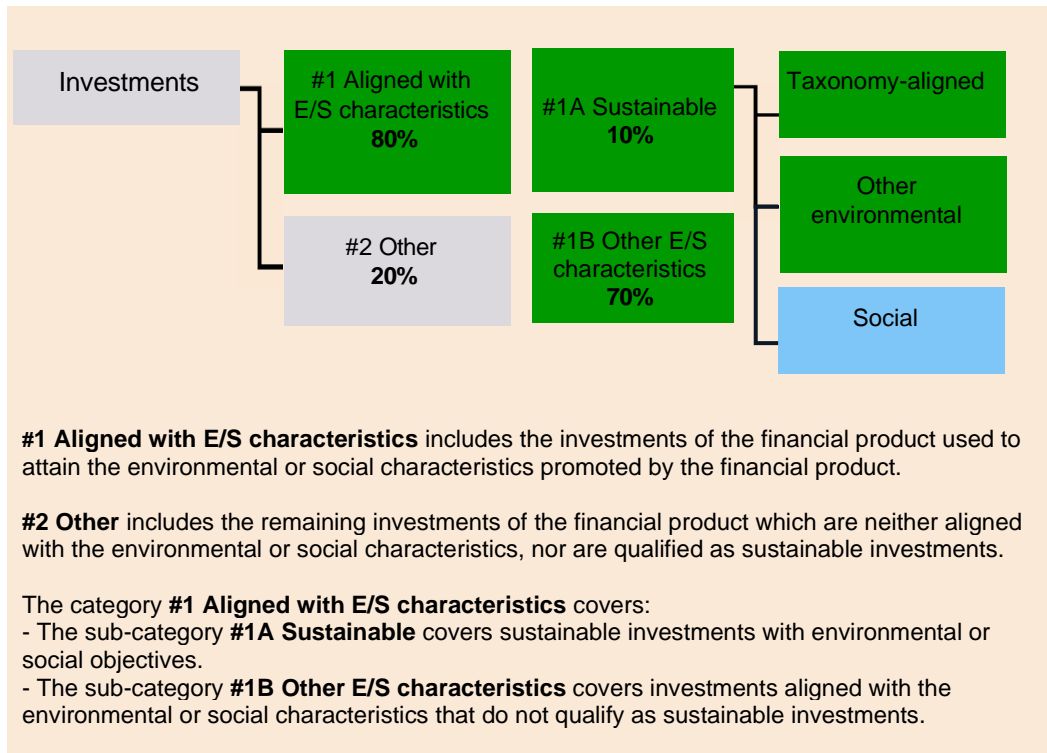 Investments
#1 Aligned with
E/S characteristics
80%
#2 Other
20%
#1A Sustainable
10%
#1B Other E/S
characteristics
70%
Taxonomy-aligned
Other
environmental
Social
#1 Aligned with E/S characteristics includes the investments of the financial product used to
attain the environmental or social characteristics promoted by the financial product.
#2 Other includes the remaining investments of the financial product which are neither aligned
with the environmental or social characteristics, nor are qualified as sustainable investments.
The category #1 Aligned with E/S characteristics covers:
- The sub-category #1A Sustainable covers sustainable investments with environmental or
social objectives.
- The sub-category #1B Other E/S characteristics covers investments aligned with the
environmental or social characteristics that do not qualify as sustainable investments.